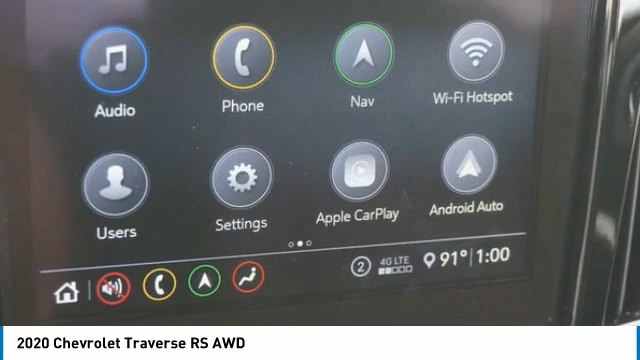 Audio
Phone
Nav
Wi-Fi Hotspot
Users
Settings
Apple CarPlay
Android Auto
2
4G LTE
91°
1:00
2020 Chevrolet Traverse RS AWD